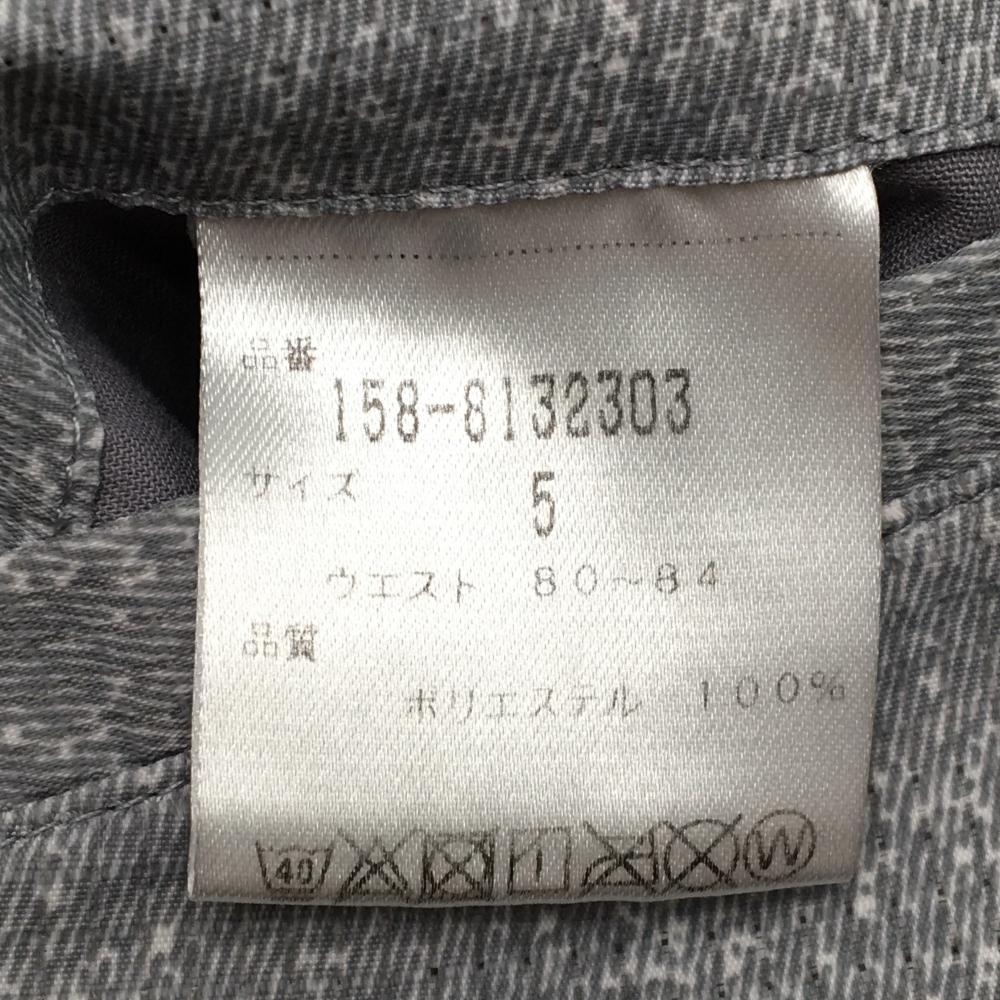 品番
158-8132303
サイズ 5
ウエスト 80~84
品質
ポリエステル 100%
40 W